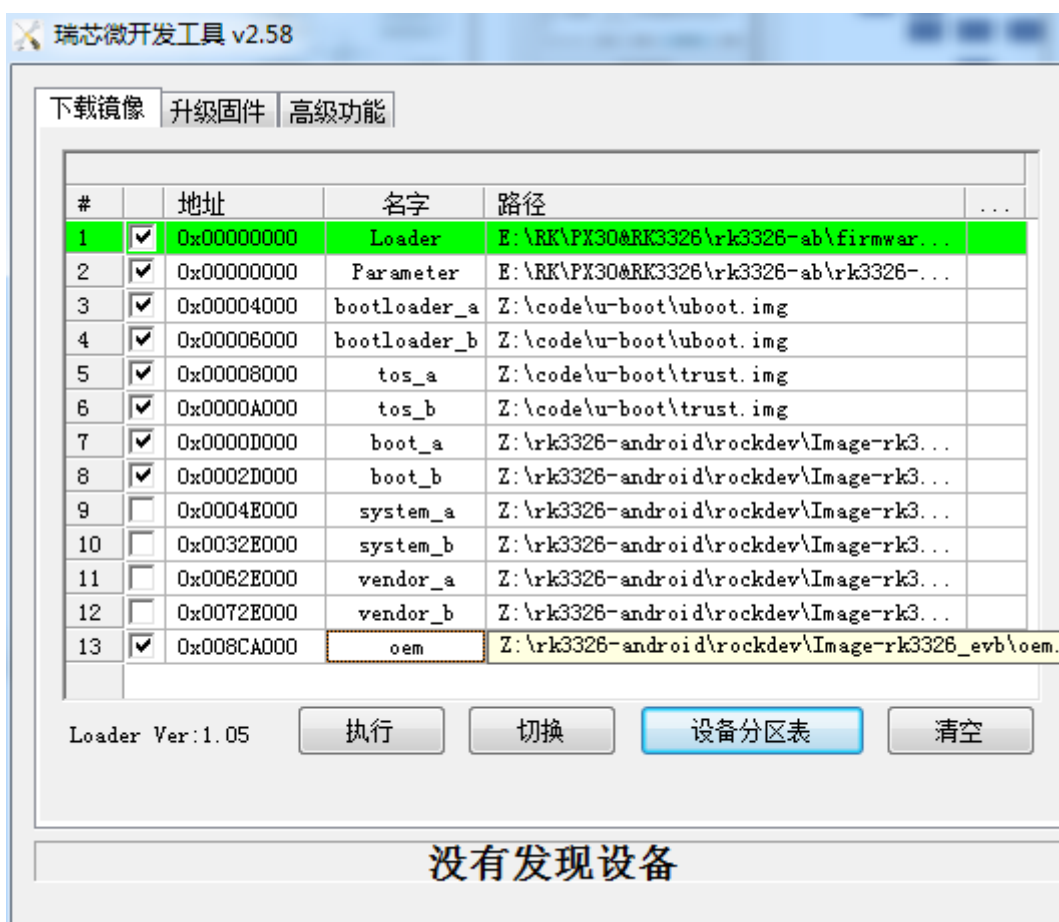 瑞芯微开发工具 v2.58
下载镜像 升级固件 高级功能
# 地址 名字 路径 ...
1 0x00000000 Loader E:\RK\PX30&RK3326\rk3326-ab\firmwar...
2 0x00000000 Parameter E:\RK\PX30&RK3326\rk3326-ab\rk3326-...
3 0x00004000 bootloader_a Z:\code\u-boot\uboot.img
4 0x00006000 bootloader_b Z:\code\u-boot\uboot.img
5 0x00008000 tos_a Z:\code\u-boot\trust.img
6 0x0000A000 tos_b Z:\code\u-boot\trust.img
7 0x0000D000 boot_a Z:\rk3326-android\rockdev\Image-rk3...
8 0x0002D000 boot_b Z:\rk3326-android\rockdev\Image-rk3...
9 0x0004E000 system_a Z:\rk3326-android\rockdev\Image-rk3...
10 0x0032E000 system_b Z:\rk3326-android\rockdev\Image-rk3...
11 0x0062E000 vendor_a Z:\rk3326-android\rockdev\Image-rk3...
12 0x0072E000 vendor_b Z:\rk3326-android\rockdev\Image-rk3...
13 0x008CA000 oem Z:\rk3326-android\rockdev\Image-rk3326_evb\oem.
Loader Ver:1.05 执行 切换 设备分区表 清空
没有发现设备